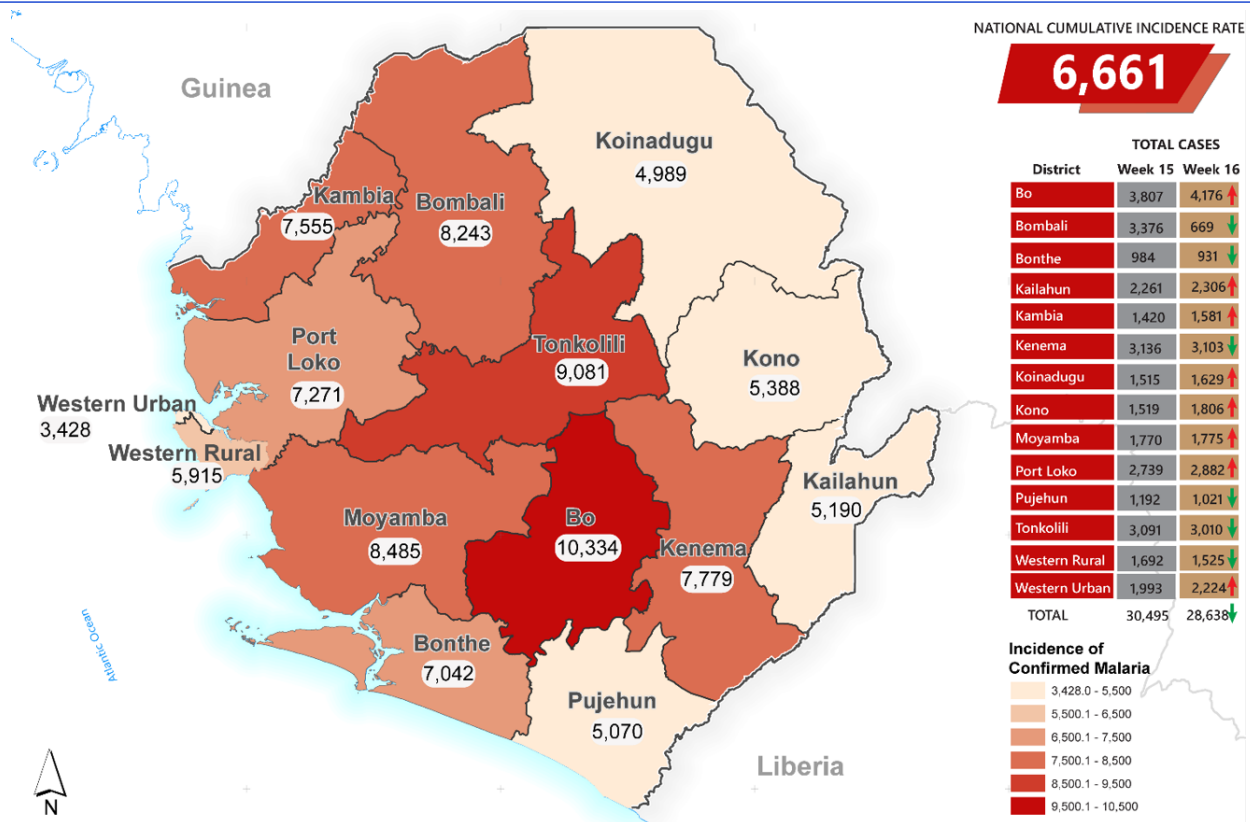 NATIONAL CUMULATIVE INCIDENCE RATE
6,661
Guinea
Koinadugu
4,989
Kambia
7,555
Bombali
8,243
Port
Loko
7,271
Tonkolili
9,081
Kono
5,388
Western Urban
3,428
Western Rural
5,915
Kailahun
5,190
Moyamba
8,485
Bo
10,334
Kenema
7,779
Bonthe
7,042
Pujehun
5,070
Atlantic Ocean
Liberia
N
TOTAL CASES
District Week 15 Week 16
Bo 3,807 4,176
Bombali 3,376 669
Bonthe 984 931
Kailahun 2,261 2,306
Kambia 1,420 1,581
Kenema 3,136 3,103
Koinadugu 1,515 1,629
Kono 1,519 1,806
Moyamba 1,770 1,775
Port Loko 2,739 2,882
Pujehun 1,192 1,021
Tonkolili 3,091 3,010
Western Rural 1,692 1,525
Western Urban 1,993 2,224
TOTAL 30,495 28,638
Incidence of
Confirmed Malaria
3,428.0 - 5,500
5,500.1 - 6,500
6,500.1 - 7,500
7,500.1 - 8,500
8,500.1 - 9,500
9,500.1 - 10,500